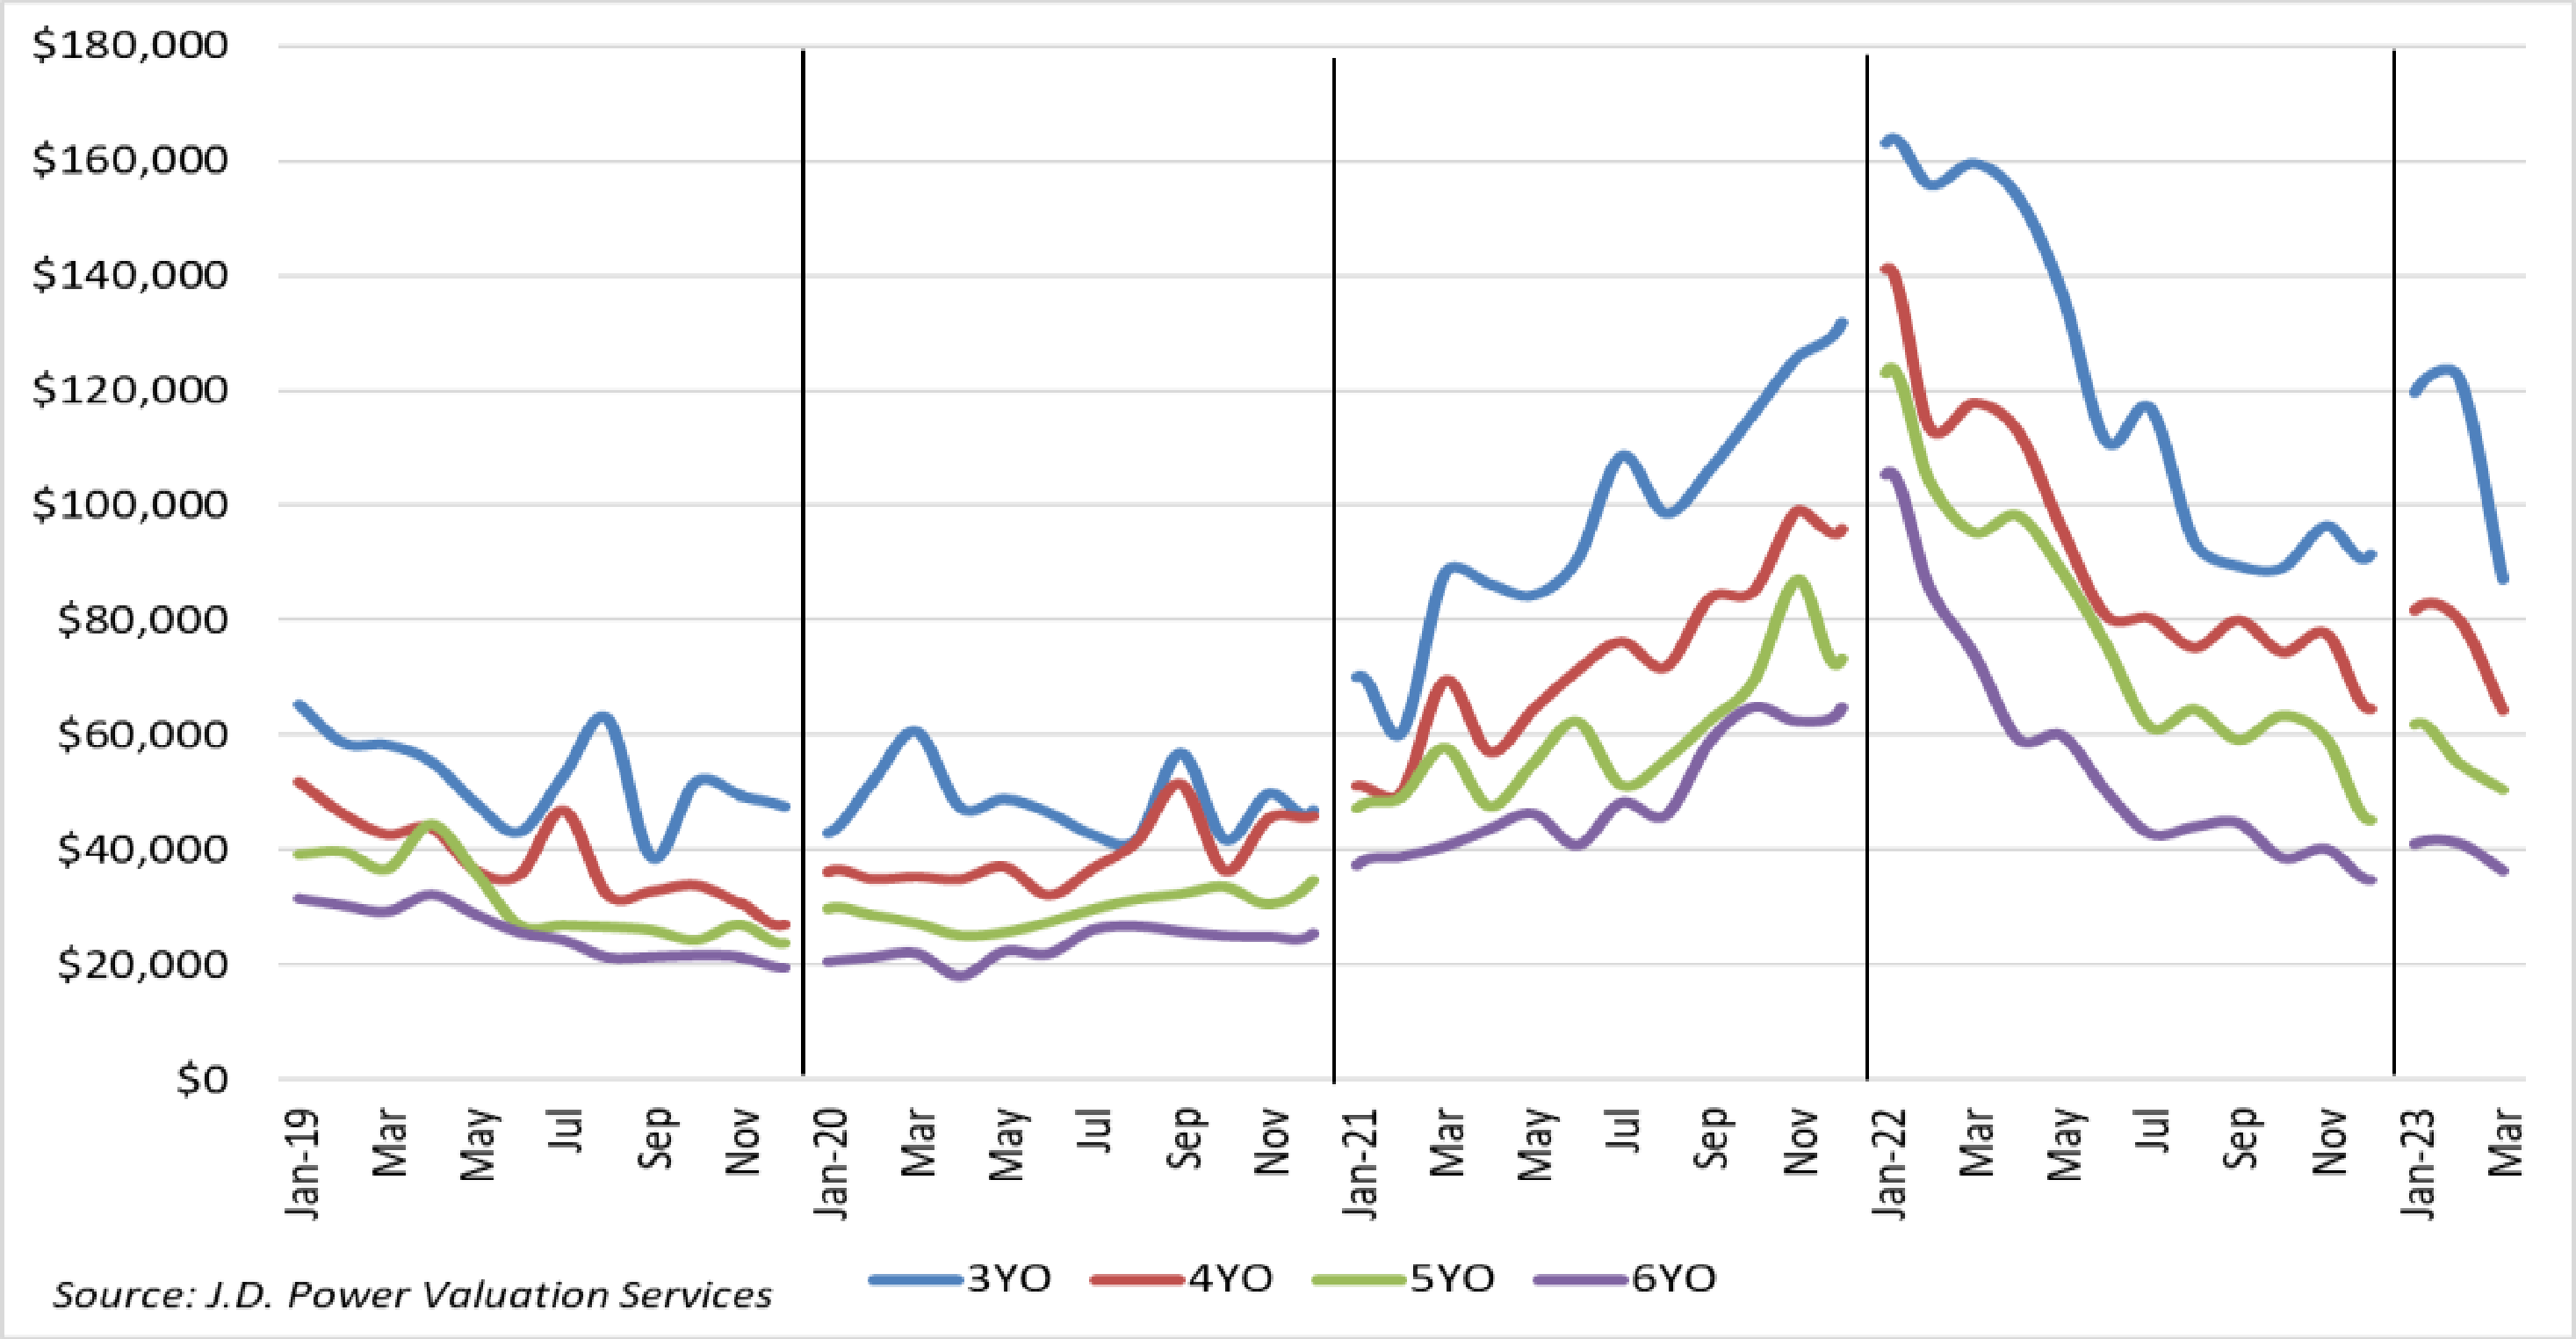 $180,000
$160,000
$140,000
$120,000
$100,000
$80,000
$60,000
$40,000
$20,000
$0
Jan-19
Mar
May
Jul
Sep
Nov
Jan-20
Mar
May
Jul
Sep
Nov
Jan-21
Mar
May
Jul
Sep
Nov
Jan-22
Mar
May
Jul
Sep
Nov
Jan-23
Mar
3YO 4YO 5YO 6YO
Source: J.D. Power Valuation Services